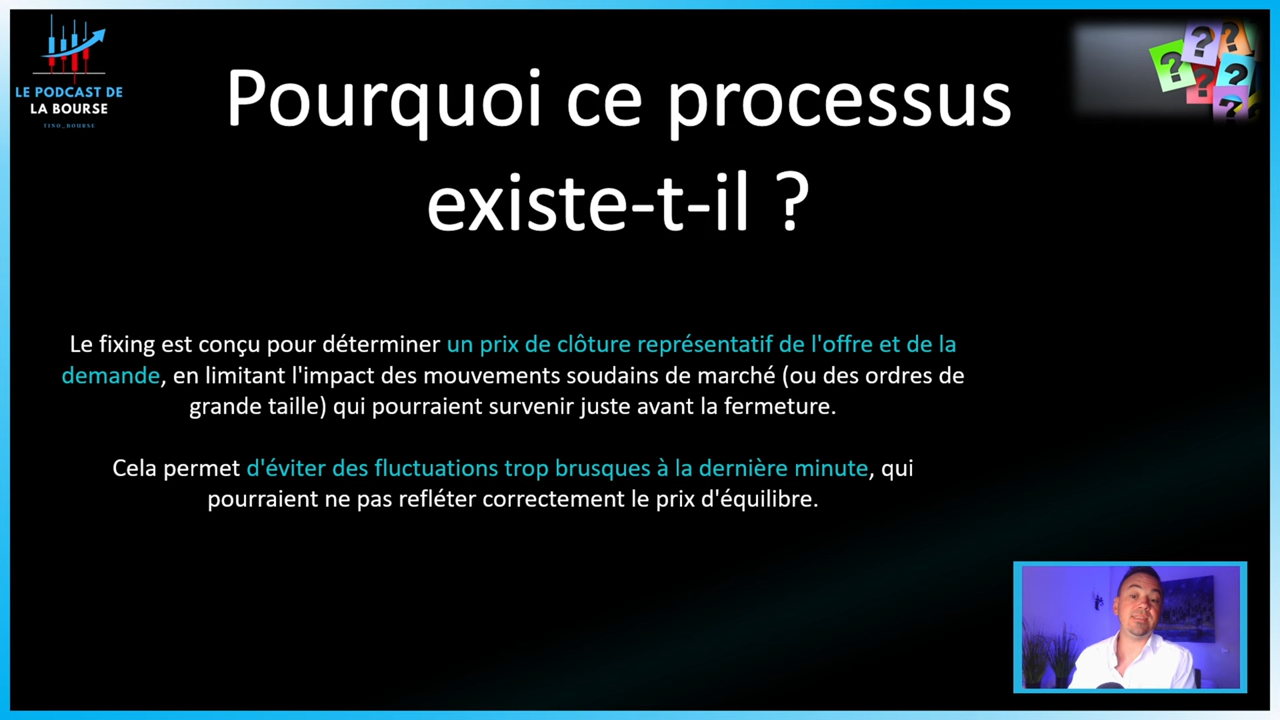 LE PODCAST DE
LA BOURSE
TINO_BOURSE
Pourquoi ce processus
existe-t-il ?
? ? ? ? ?
Le fixing est conçu pour déterminer un prix de clôture représentatif de l'offre et de la
demande, en limitant l'impact des mouvements soudains de marché (ou des ordres de
grande taille) qui pourraient survenir juste avant la fermeture.
Cela permet d'éviter des fluctuations trop brusques à la dernière minute, qui
pourraient ne pas refléter correctement le prix d'équilibre.